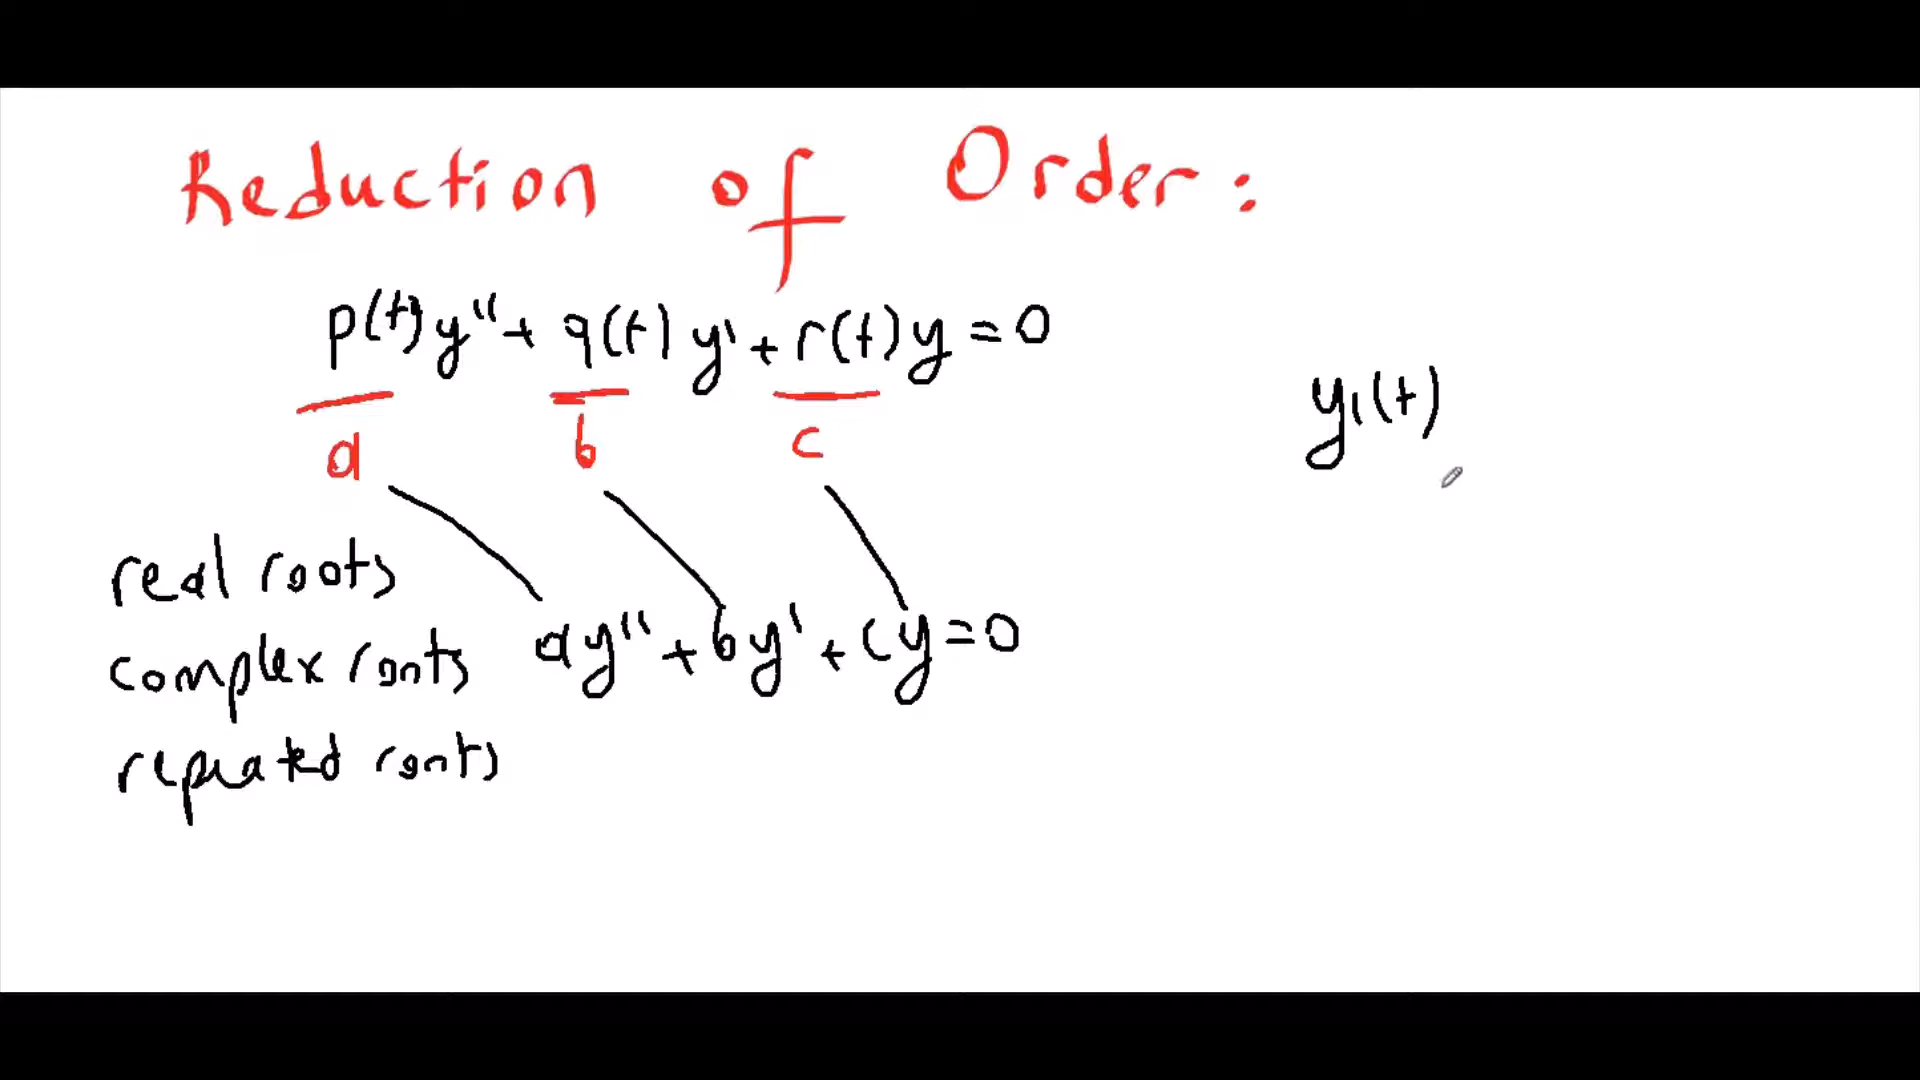 Reduction of Order:
p(t)y'' + q(t)y' + r(t)y = 0
a b c
y₁(t)
real roots
complex roots
ay'' + by' + cy = 0
repeated roots